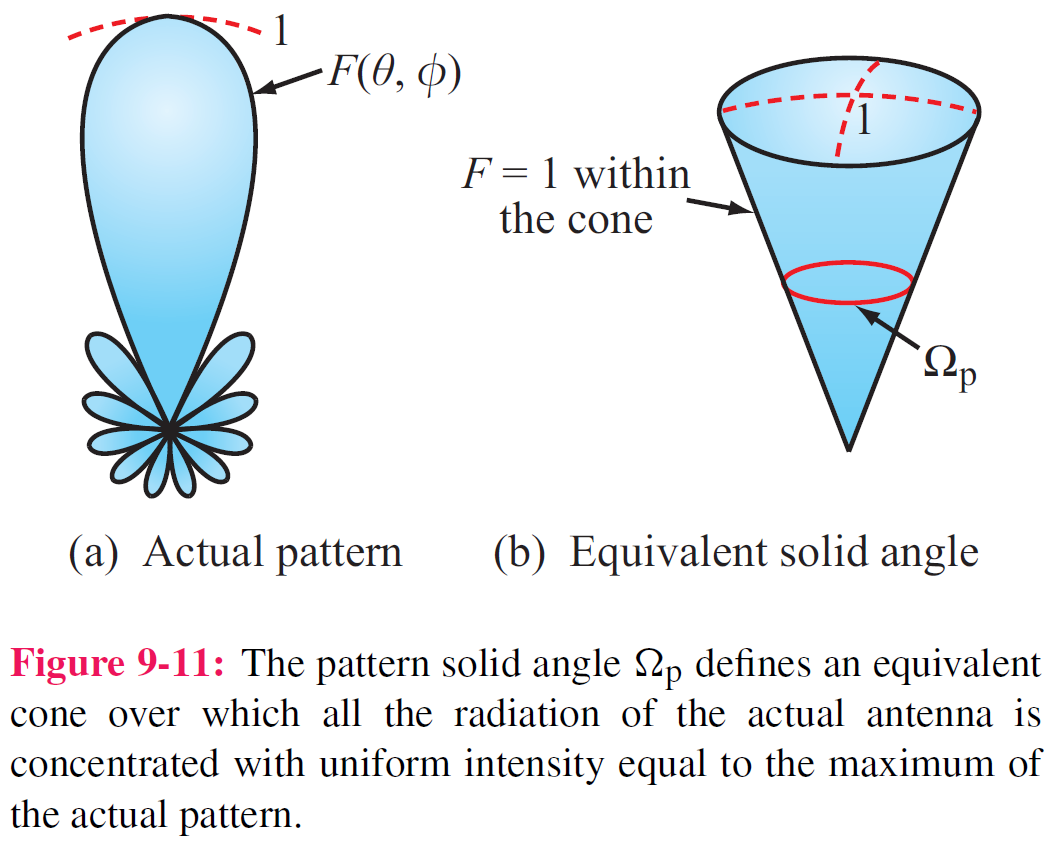 1
F(θ, ϕ)
1
F = 1 within
the cone
Ωp
(a) Actual pattern
(b) Equivalent solid angle
Figure 9-11: The pattern solid angle Ωp defines an equivalent
cone over which all the radiation of the actual antenna is
concentrated with uniform intensity equal to the maximum of
the actual pattern.